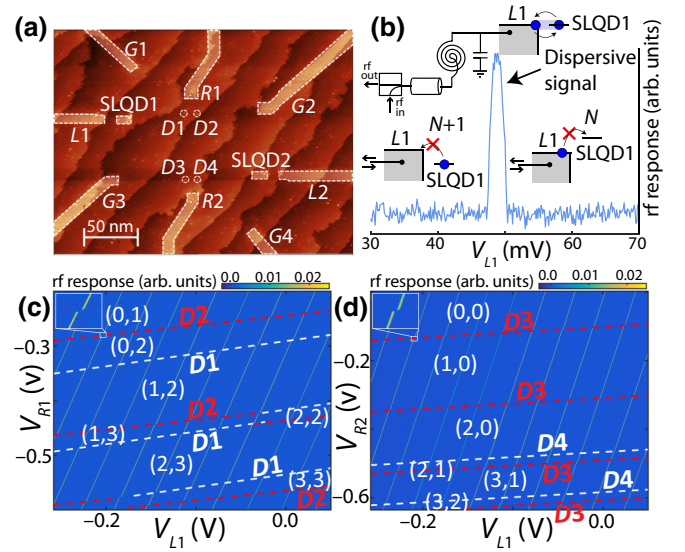 (a)
G1
SLQD1
R1
G2
L1
D1 D2
D3 D4
SLQD2
L2
G3
R2
G4
50 nm
(b)
L1
SLQD1
rf out
rf in
Dispersive signal
N+1
L1
SLQD1
N
L1
SLQD1
rf response (arb. units)
30 40 50 60 70
V_L1 (mV)
rf response (arb. units) 0.0 0.01 0.02
(c)
(0,1)
D2
(0,2)
D1
(1,2)
D2
(2,2)
(1,3)
D1
(2,3)
D1
(3,3)
D2
−0.3
−0.5
V_R1 (v)
−0.2 0.0
V_L1 (V)
rf response (arb. units) 0.0 0.01 0.02
(d)
(0,0)
D3
(1,0)
D3
(2,0)
D4
(2,1)
D3
(3,1)
D4
(3,2)
D3
−0.2
−0.6
V_R2 (v)
−0.2 0.0
V_L1 (V)